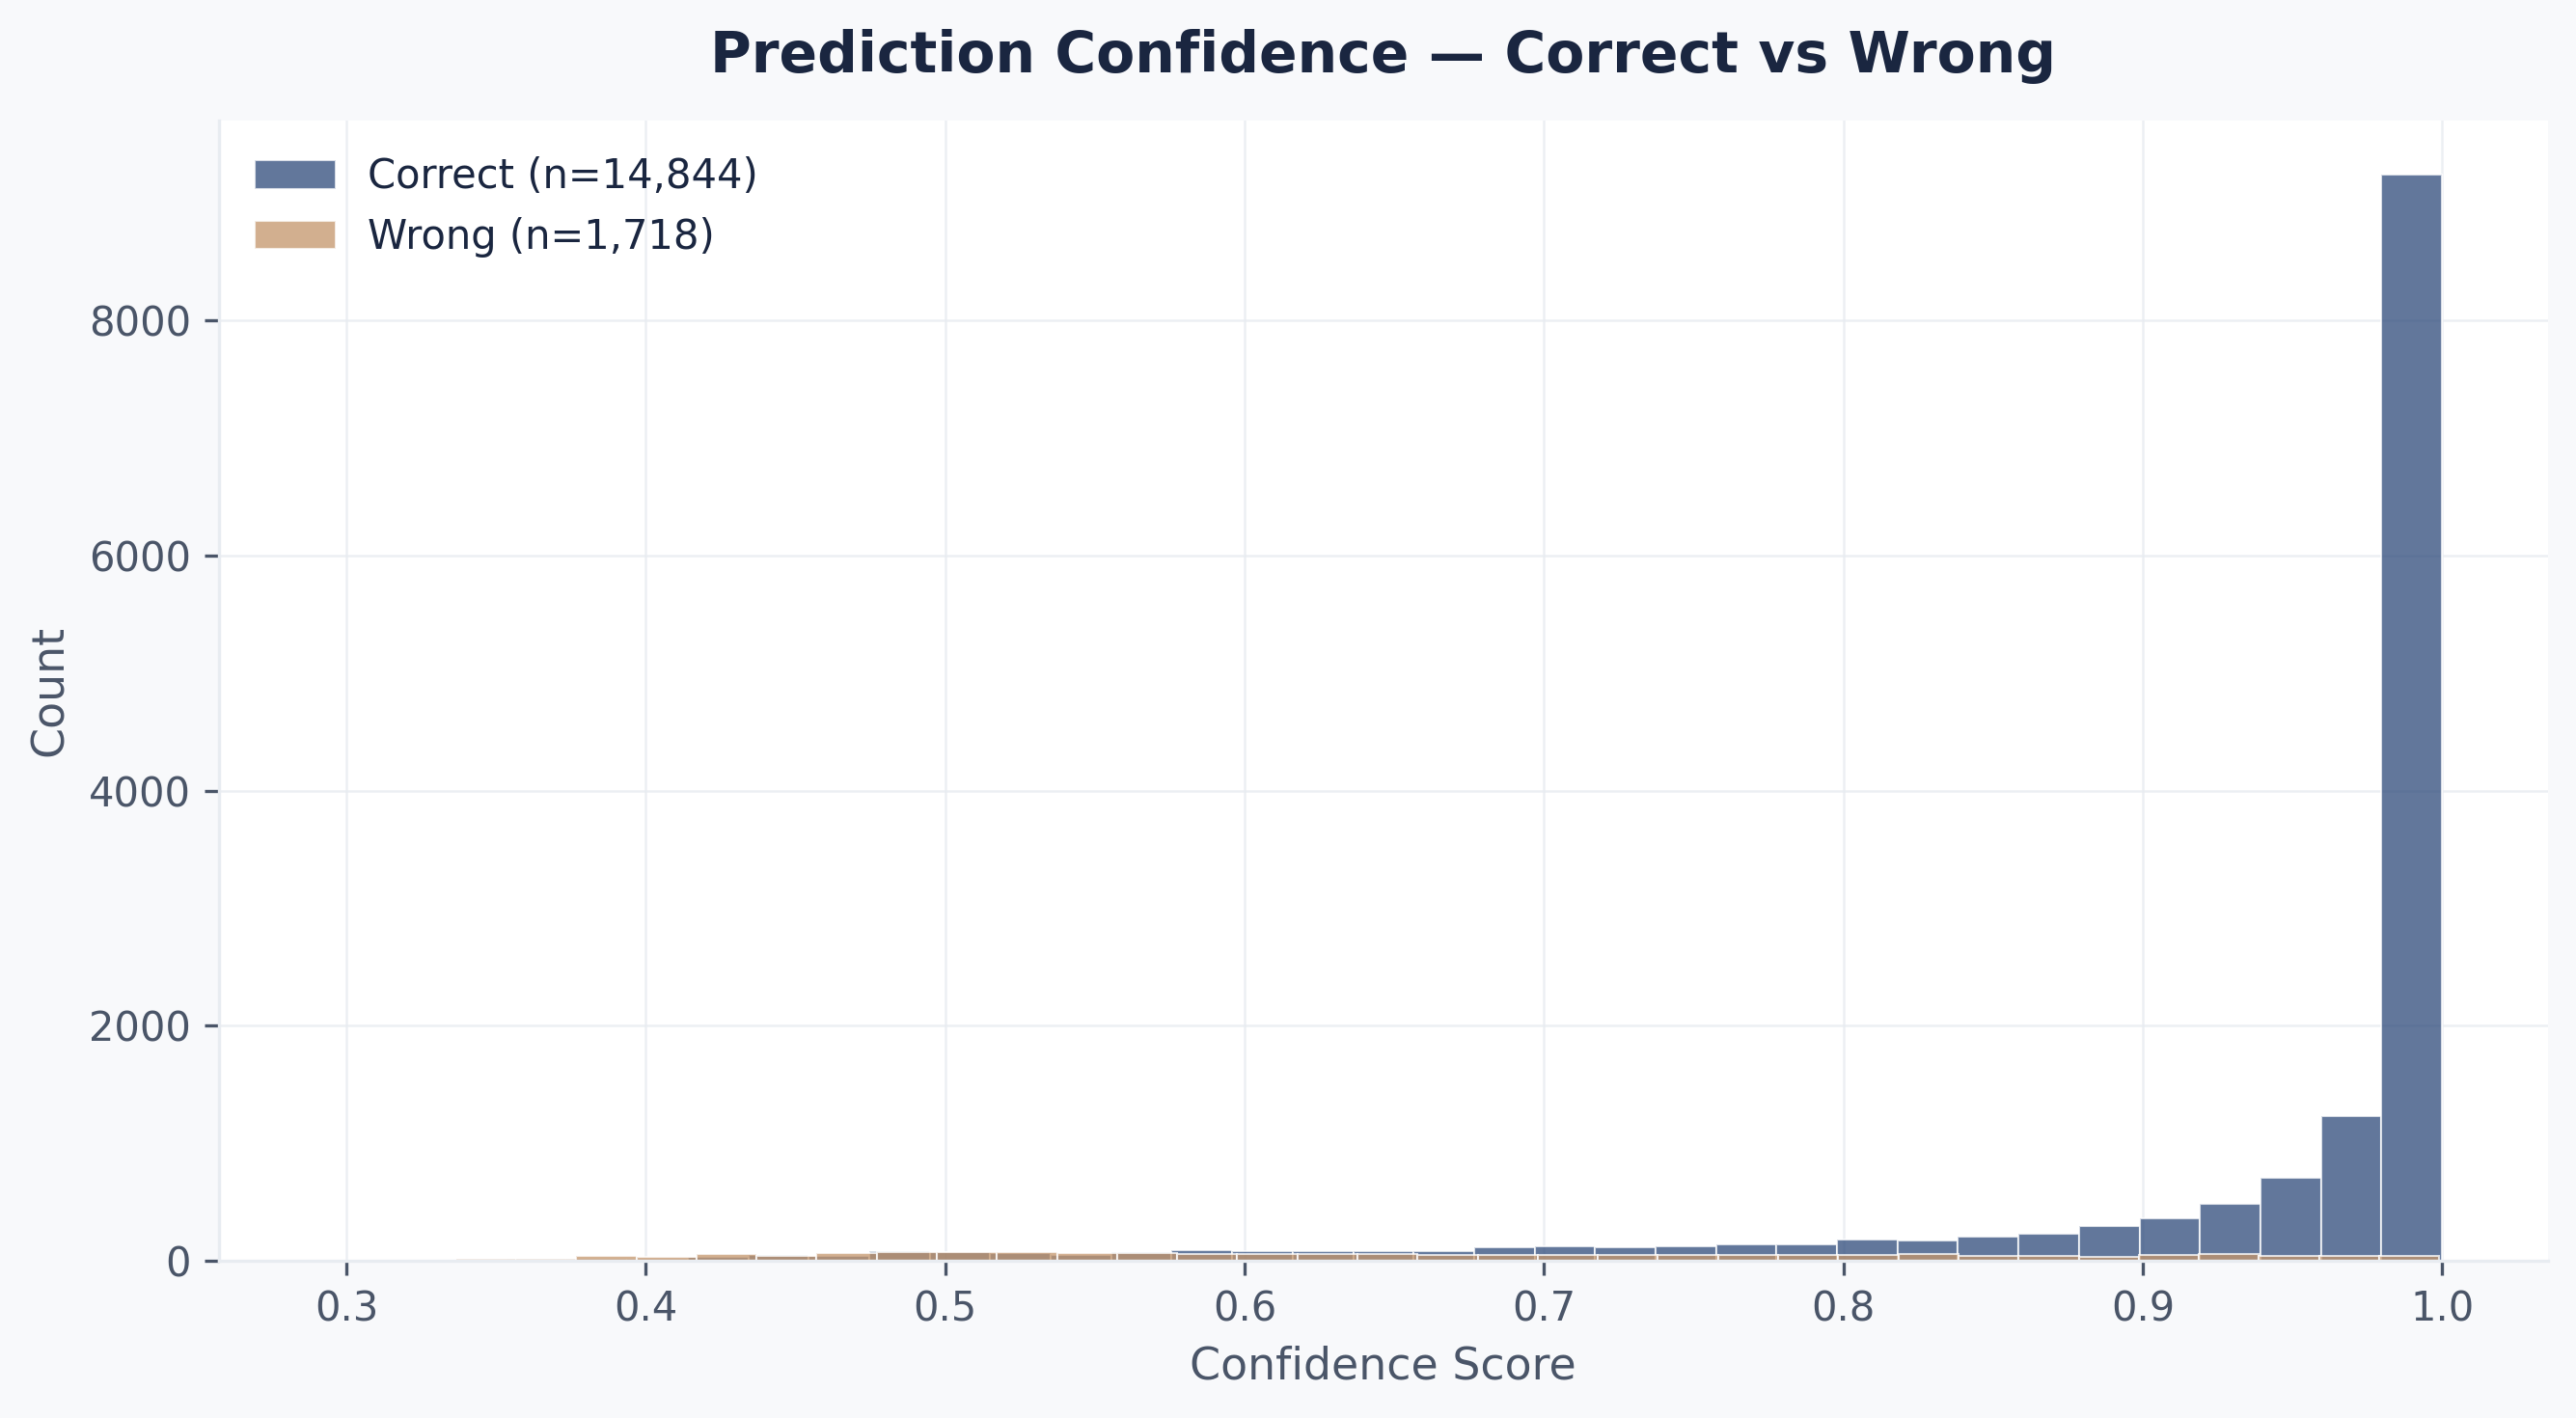 Prediction Confidence — Correct vs Wrong
Correct (n=14,844)
Wrong (n=1,718)
8000
6000
4000
2000
0
Count
0.3 0.4 0.5 0.6 0.7 0.8 0.9 1.0
Confidence Score